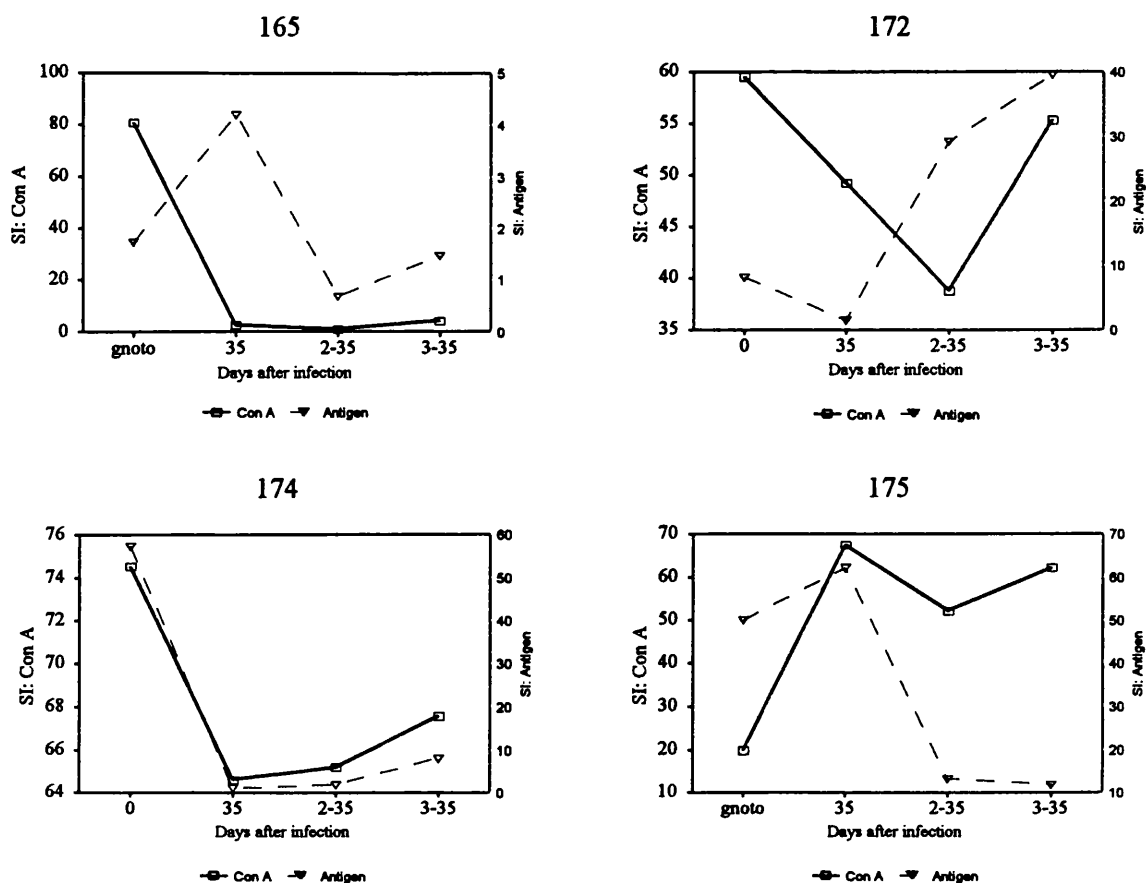 165
100
80
60
40
20
0
SI: Con A
5
4
3
2
1
0
SI: Antigen
gnoto 35 2-35 3-35
Days after infection
Con A Antigen
172
60
55
50
45
40
35
SI: Con A
40
30
20
10
0
SI: Antigen
0 35 2-35 3-35
Days after infection
Con A Antigen
174
76
74
72
70
68
66
64
SI: Con A
60
50
40
30
20
10
0
SI: Antigen
0 35 2-35 3-35
Days after infection
Con A Antigen
175
70
60
50
40
30
20
10
SI: Con A
70
60
50
40
30
20
10
SI: Antigen
gnoto 35 2-35 3-35
Days after infection
Con A Antigen